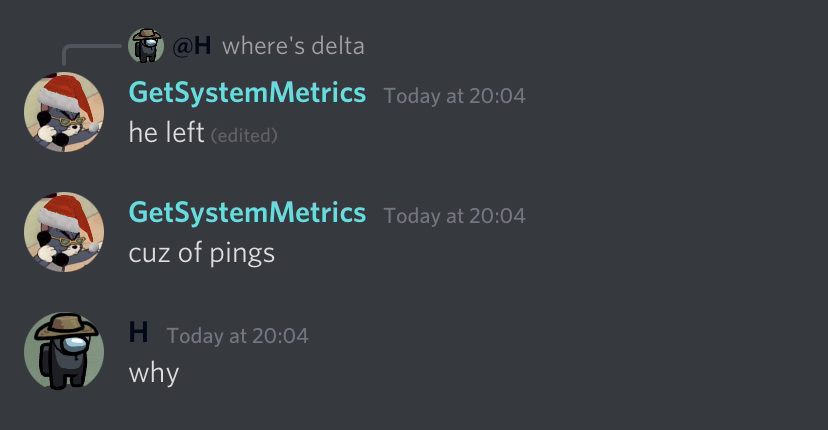 @H where's delta
GetSystemMetrics Today at 20:04
he left (edited)
GetSystemMetrics Today at 20:04
cuz of pings
H Today at 20:04
why